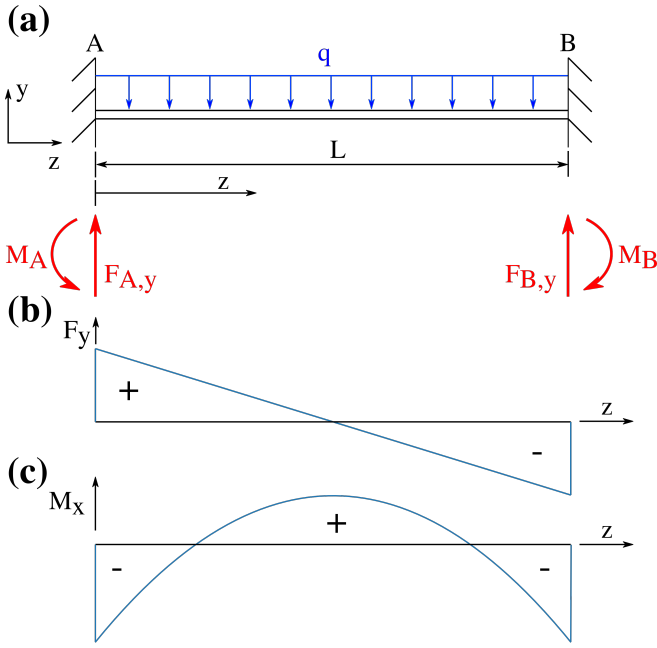 (a)
A
B
q
y
z
L
z
M_A
F_A,y
F_B,y
M_B
(b)
F_y
+
-
z
(c)
M_x
+
-
-
z